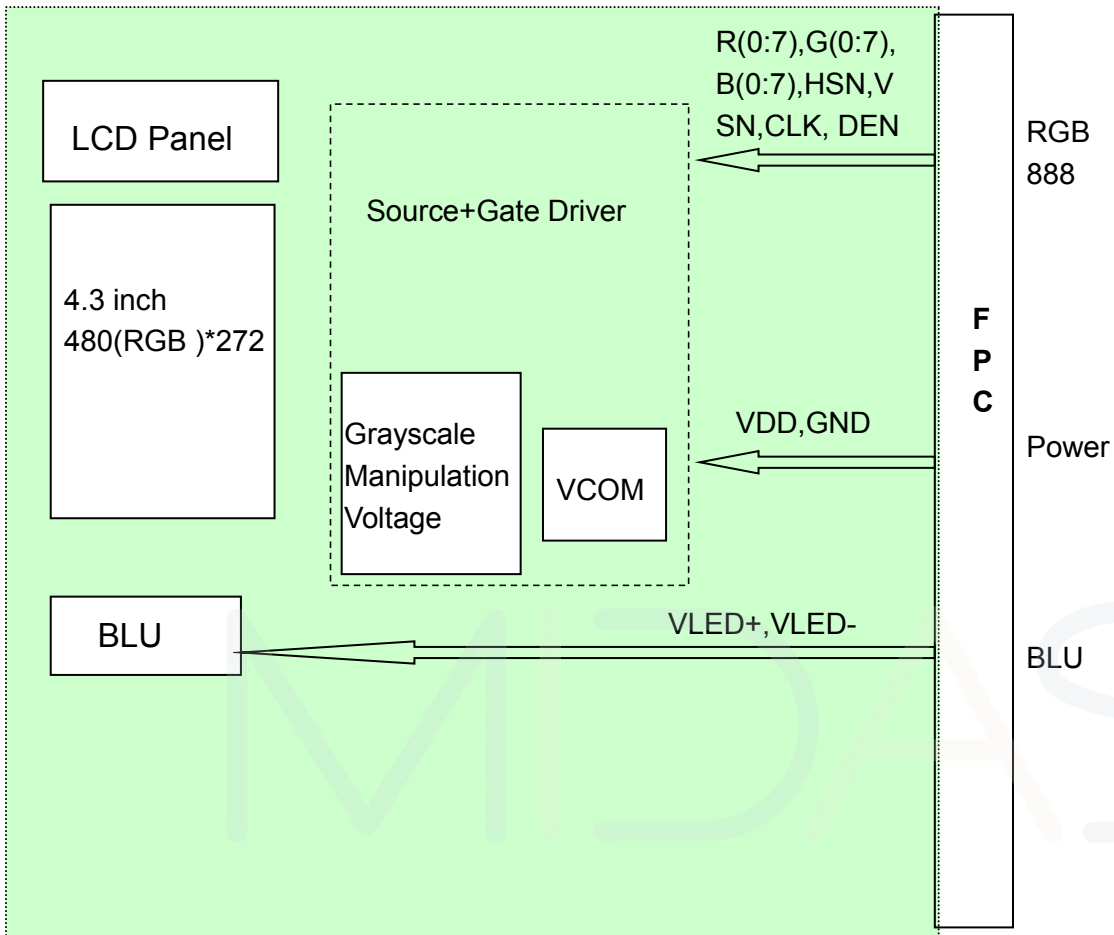 R(0:7),G(0:7),
B(0:7),HSN,V
SN,CLK, DEN
RGB
888
LCD Panel
Source+Gate Driver
4.3 inch
480(RGB )*272
F
P
C
Grayscale
Manipulation
Voltage
VCOM
VDD,GND
Power
BLU
VLED+,VLED-
BLU
MIDAS